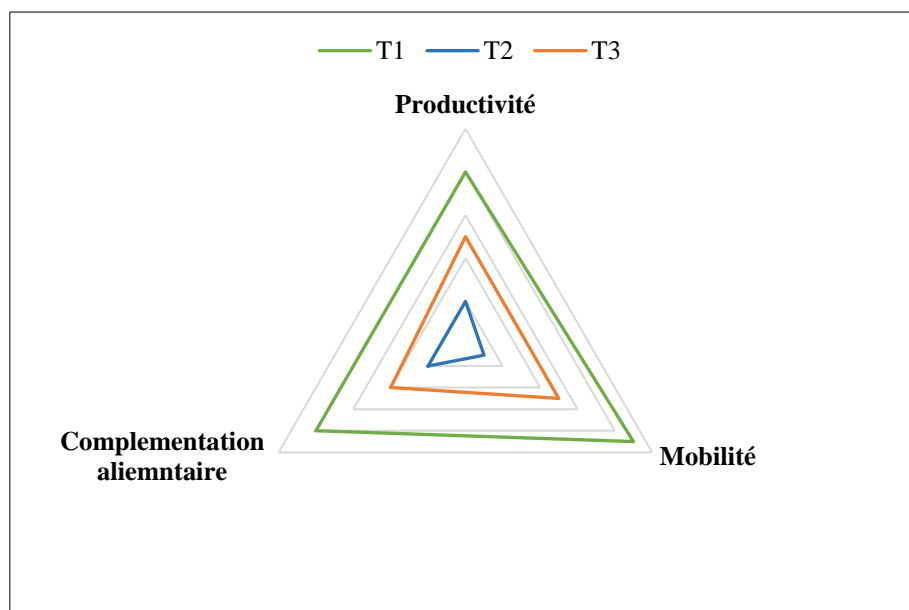 T1 T2 T3
Productivité
Complementation
aliemntaire
Mobilité